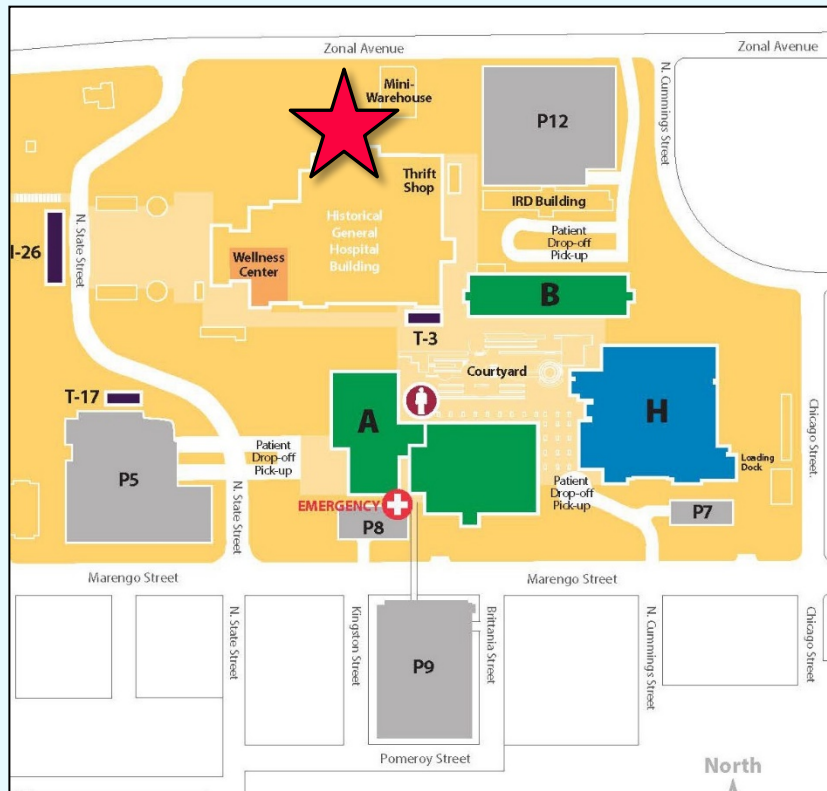 Zonal Avenue
Zonal Avenue
Mini-
Warehouse
P12
N. Cummings Street
Thrift
Shop
IRD Building
N. State Street
I-26
Historical
General
Hospital
Building
Wellness
Center
Patient
Drop-off
Pick-up
B
T-3
Courtyard
T-17
A
H
Chicago Street
Loading
Dock
P5
Patient
Drop-off
Pick-up
N. State Street
EMERGENCY
P8
Patient
Drop-off
Pick-up
P7
Marengo Street
Marengo Street
N. State Street
Kingston Street
P9
Brittania Street
N. Cummings Street
Chicago Street
Pomeroy Street
North